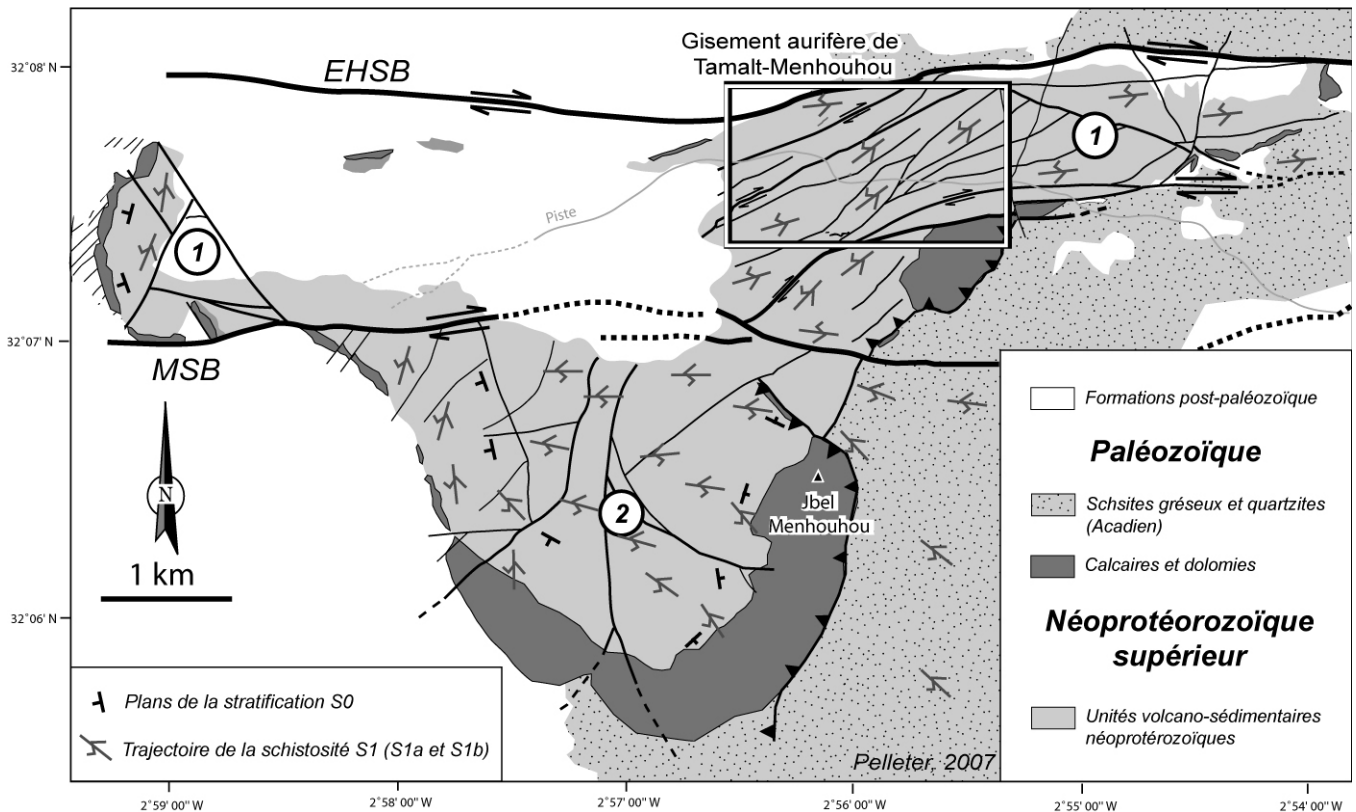 Gisement aurifère de
Tamalt-Menhouhou
EHSB
32°08'
1
Piste
1
32°07'
MSB
N
2
Jbel
Menhouhou
1 km
32°06'
Formations post-paléozoïque
Paléozoïque
Schsites gréseux et quartzites
(Acadien)
Calcaires et dolomies
Néoprotéorozoïque
supérieur
Unités volcano-sédimentaires
néoprotérozoïques
Plans de la stratification S0
Trajectoire de la schistosité S1 (S1a et S1b)
Pelleter, 2007
2°59' 00'' W
2°58' 00'' W
2°57' 00'' W
2°56' 00'' W
2°55' 00'' W
2°54' 00'' W